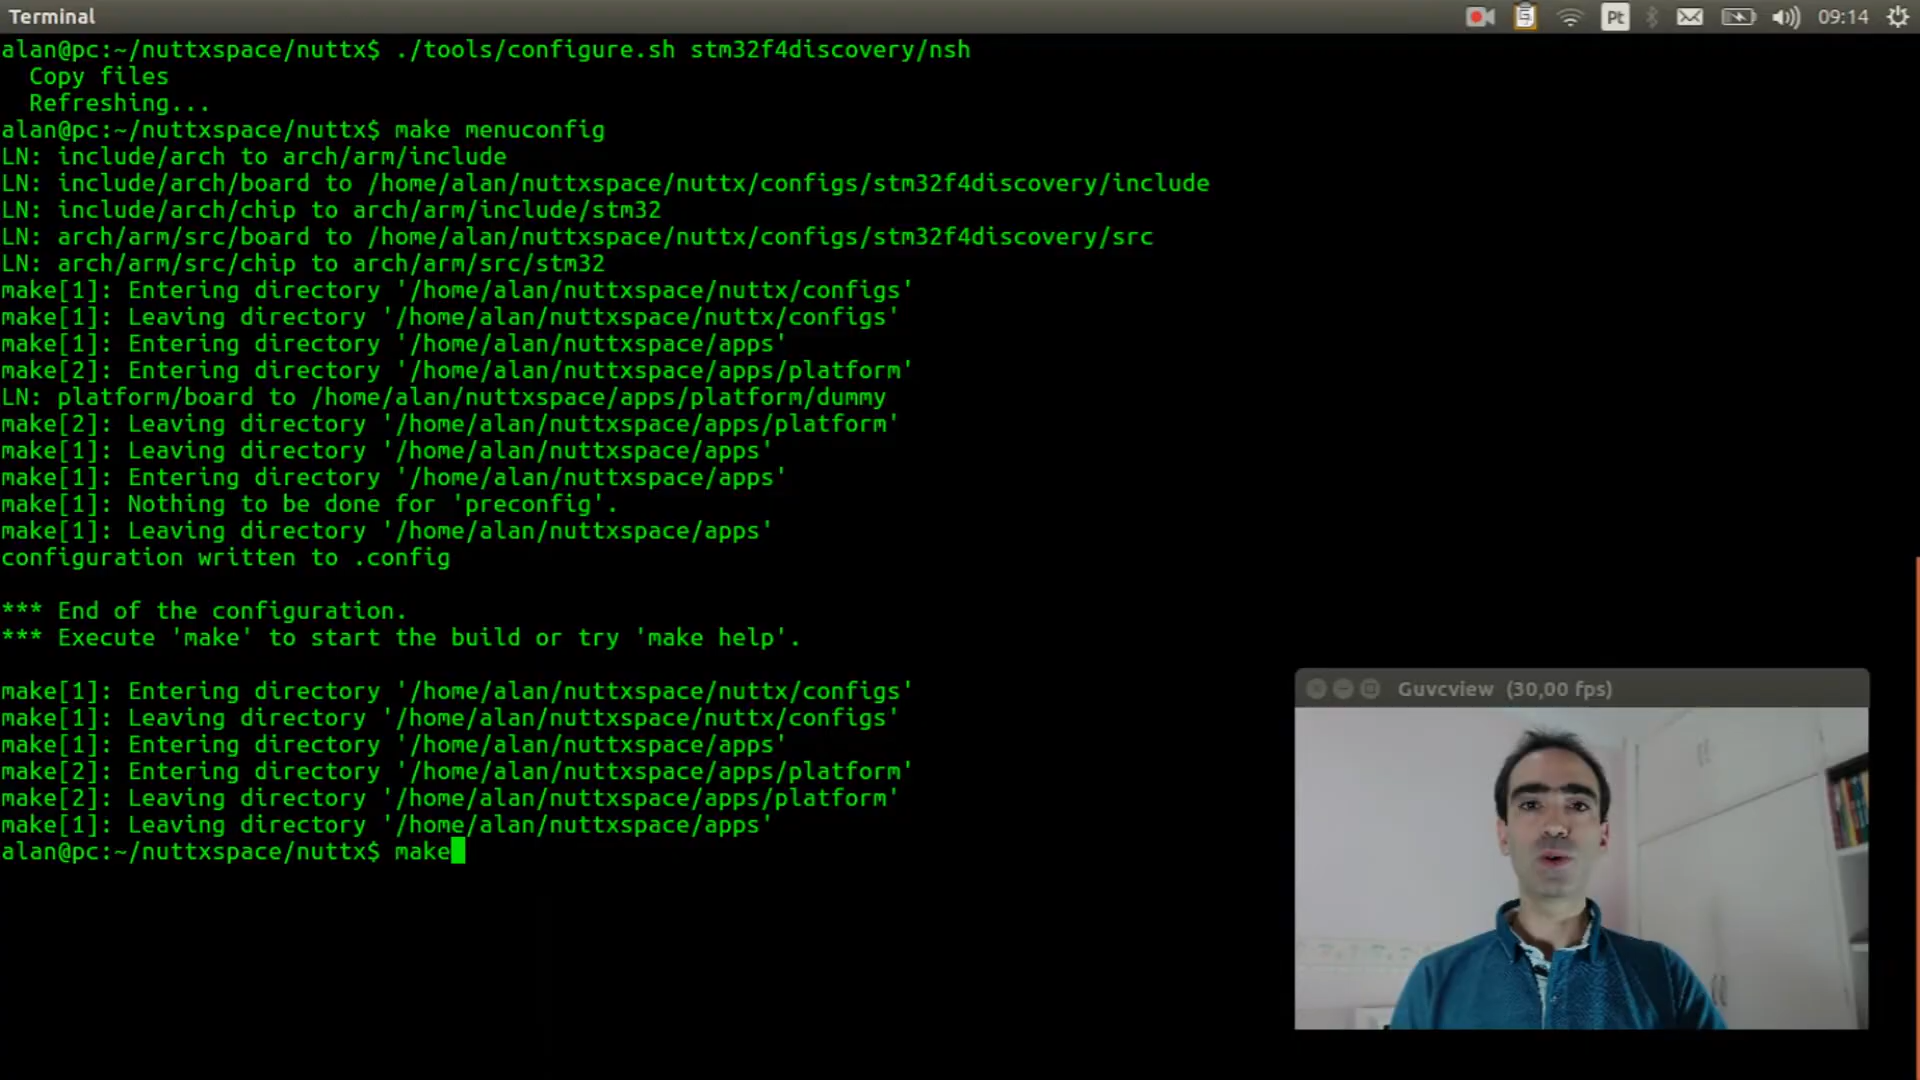 Terminal
Pt
09:14
alan@pc:~/nuttxspace/nuttx$ ./tools/configure.sh stm32f4discovery/nsh
  Copy files
  Refreshing...
alan@pc:~/nuttxspace/nuttx$ make menuconfig
LN: include/arch to arch/arm/include
LN: include/arch/board to /home/alan/nuttxspace/nuttx/configs/stm32f4discovery/include
LN: include/arch/chip to arch/arm/include/stm32
LN: arch/arm/src/board to /home/alan/nuttxspace/nuttx/configs/stm32f4discovery/src
LN: arch/arm/src/chip to arch/arm/src/stm32
make[1]: Entering directory '/home/alan/nuttxspace/nuttx/configs'
make[1]: Leaving directory '/home/alan/nuttxspace/nuttx/configs'
make[1]: Entering directory '/home/alan/nuttxspace/apps'
make[2]: Entering directory '/home/alan/nuttxspace/apps/platform'
LN: platform/board to /home/alan/nuttxspace/apps/platform/dummy
make[2]: Leaving directory '/home/alan/nuttxspace/apps/platform'
make[1]: Leaving directory '/home/alan/nuttxspace/apps'
make[1]: Entering directory '/home/alan/nuttxspace/apps'
make[1]: Nothing to be done for 'preconfig'.
make[1]: Leaving directory '/home/alan/nuttxspace/apps'
configuration written to .config
*** End of the configuration.
*** Execute 'make' to start the build or try 'make help'.
make[1]: Entering directory '/home/alan/nuttxspace/nuttx/configs'
make[1]: Leaving directory '/home/alan/nuttxspace/nuttx/configs'
make[1]: Entering directory '/home/alan/nuttxspace/apps'
make[2]: Entering directory '/home/alan/nuttxspace/apps/platform'
make[2]: Leaving directory '/home/alan/nuttxspace/apps/platform'
make[1]: Leaving directory '/home/alan/nuttxspace/apps'
alan@pc:~/nuttxspace/nuttx$ make
Guvcview (30,00 fps)